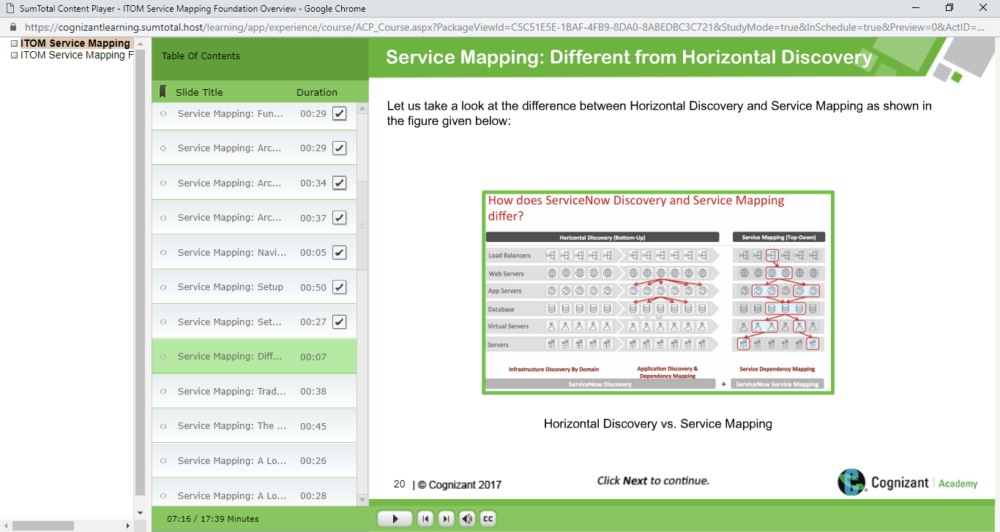 SumTotal Content Player - ITOM Service Mapping Foundation Overview - Google Chrome
https://cognizantlearning.sumtotal.host/learning/app/experience/course/ACP_Course.aspx?PackageViewId=C5C51E5E-1BAF-4FB9-8DA0-8ABEDBC3C721&StudyMode=true&InSchedule=true&Preview=0&ActID=...
ITOM Service Mapping
ITOM Service Mapping F
Table Of Contents
Slide Title Duration
Service Mapping: Fun... 00:29
Service Mapping: Arc... 00:29
Service Mapping: Arc... 00:34
Service Mapping: Arc... 00:37
Service Mapping: Navi... 00:05
Service Mapping: Setup 00:50
Service Mapping: Set... 00:27
Service Mapping: Diff... 00:07
Service Mapping: Trad... 00:38
Service Mapping: The ... 00:45
Service Mapping: A Lo... 00:26
Service Mapping: A Lo... 00:28
07:16 / 17:39 Minutes
Service Mapping: Different from Horizontal Discovery
Let us take a look at the difference between Horizontal Discovery and Service Mapping as shown in
the figure given below:
How does ServiceNow Discovery and Service Mapping
differ?
Horizontal Discovery (Bottom-Up) Service Mapping (Top-Down)
Load Balancers
Web Servers
App Servers
Database
Virtual Servers
Servers
Infrastructure Discovery By Domain
Application Discovery &
Dependency Mapping
Service Dependency Mapping
ServiceNow Discovery + ServiceNow Service Mapping
Horizontal Discovery vs. Service Mapping
20 | © Cognizant 2017
Click Next to continue.
Cognizant | Academy
CC